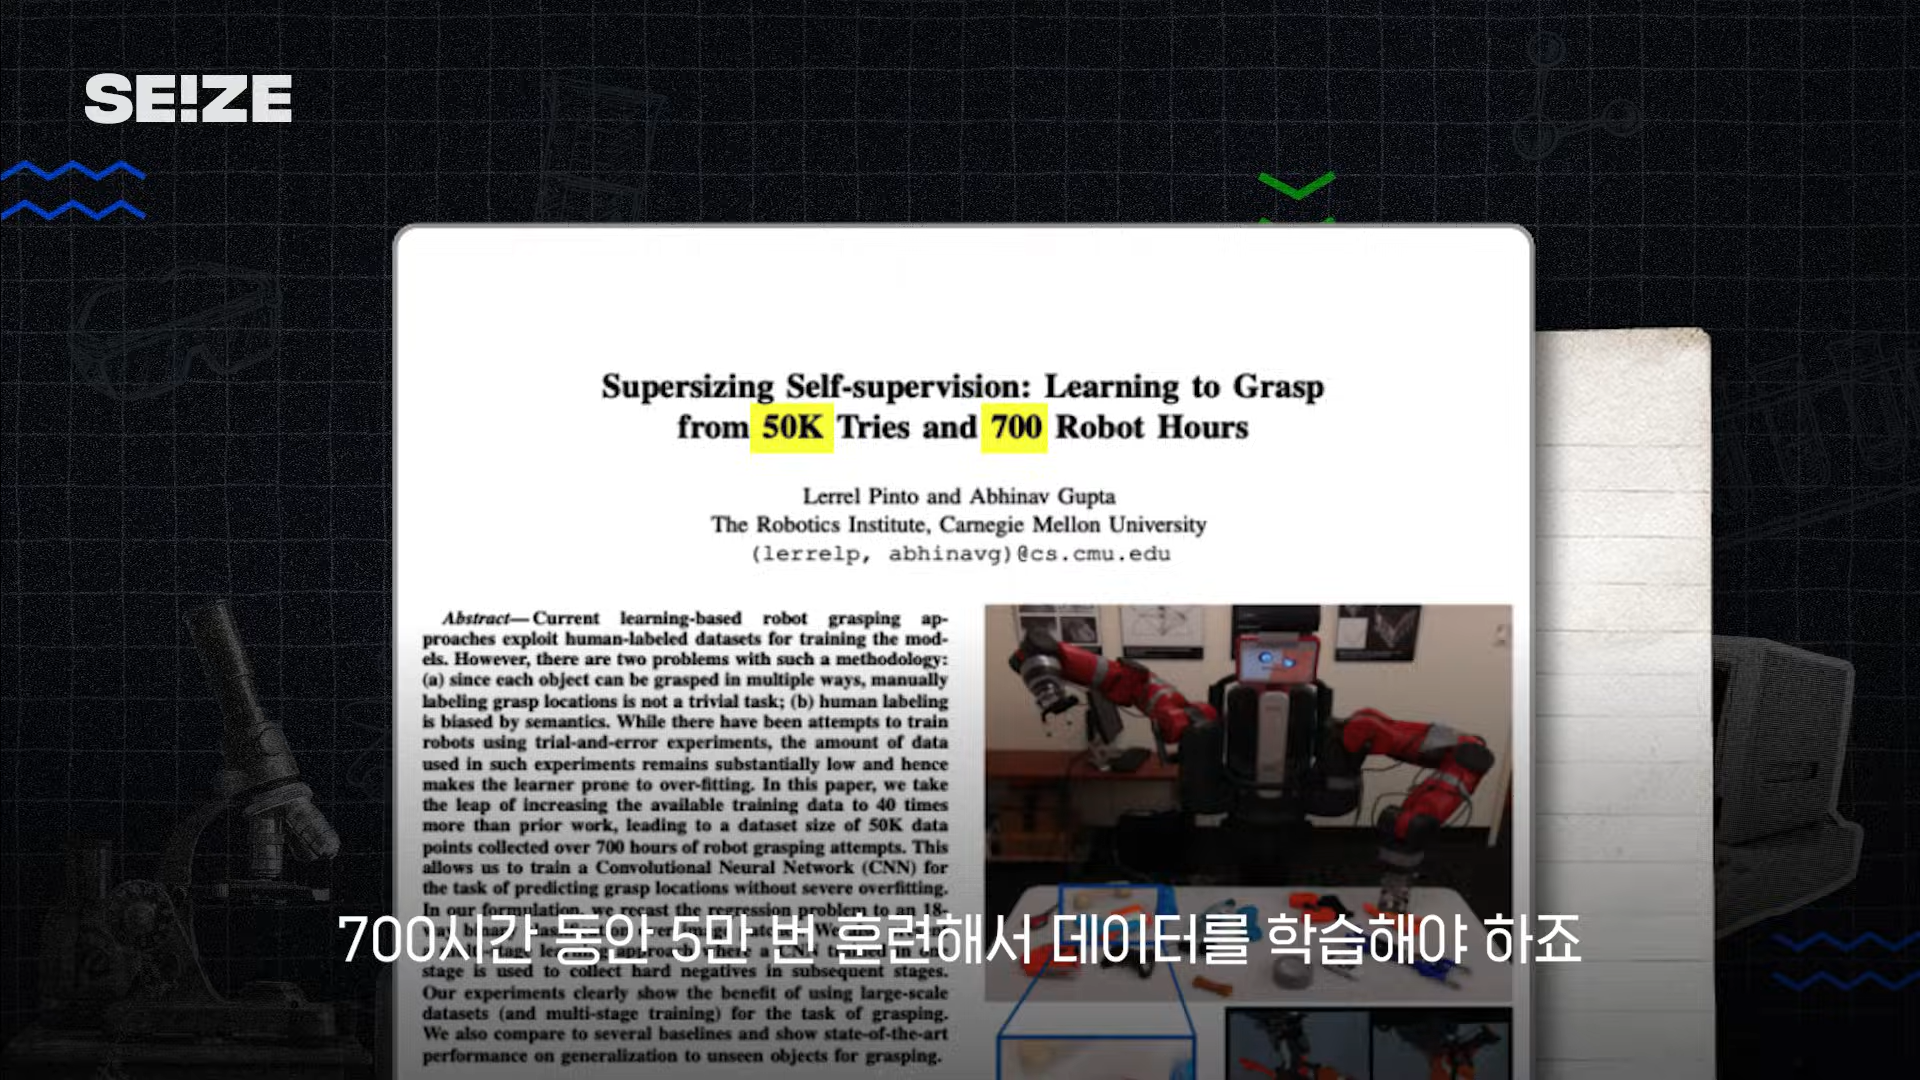 SE!ZE
Supersizing Self-supervision: Learning to Grasp
from 50K Tries and 700 Robot Hours
Lerrel Pinto and Abhinav Gupta
The Robotics Institute, Carnegie Mellon University
(lerrelp, abhinavg)@cs.cmu.edu
Abstract— Current learning-based robot grasping ap-
proaches exploit human-labeled datasets for training the mod-
els. However, there are two problems with such a methodology:
(a) since each object can be grasped in multiple ways, manually
labeling grasp locations is not a trivial task; (b) human labeling
is biased by semantics. While there have been attempts to train
robots using trial-and-error experiments, the amount of data
used in such experiments remains substantially low and hence
makes the learner prone to over-fitting. In this paper, we take
the leap of increasing the available training data to 40 times
more than prior work, leading to a dataset size of 50K data
points collected over 700 hours of robot grasping attempts. This
allows us to train a Convolutional Neural Network (CNN) for
the task of predicting grasp locations without severe overfitting.
In our formulation, we recast the regression problem to an 18-
stage is used to collect hard negatives in subsequent stages.
Our experiments clearly show the benefit of using large-scale
datasets (and multi-stage training) for the task of grasping.
We also compare to several baselines and show state-of-the-art
performance on generalization to unseen objects for grasping.
700시간 동안 5만 번 훈련해서 데이터를 학습해야 하죠